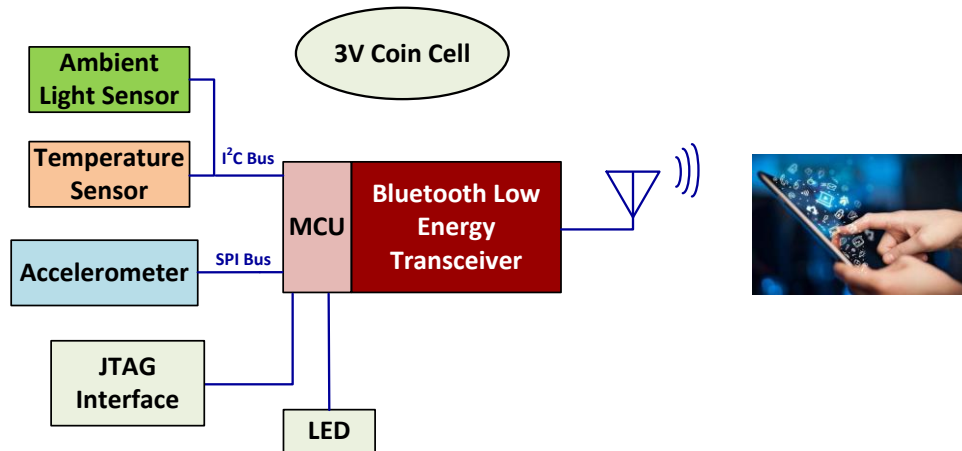 3V Coin Cell
Ambient
Light Sensor
I²C Bus
Temperature
Sensor
MCU
Bluetooth Low
Energy
Transceiver
Accelerometer
SPI Bus
JTAG
Interface
LED